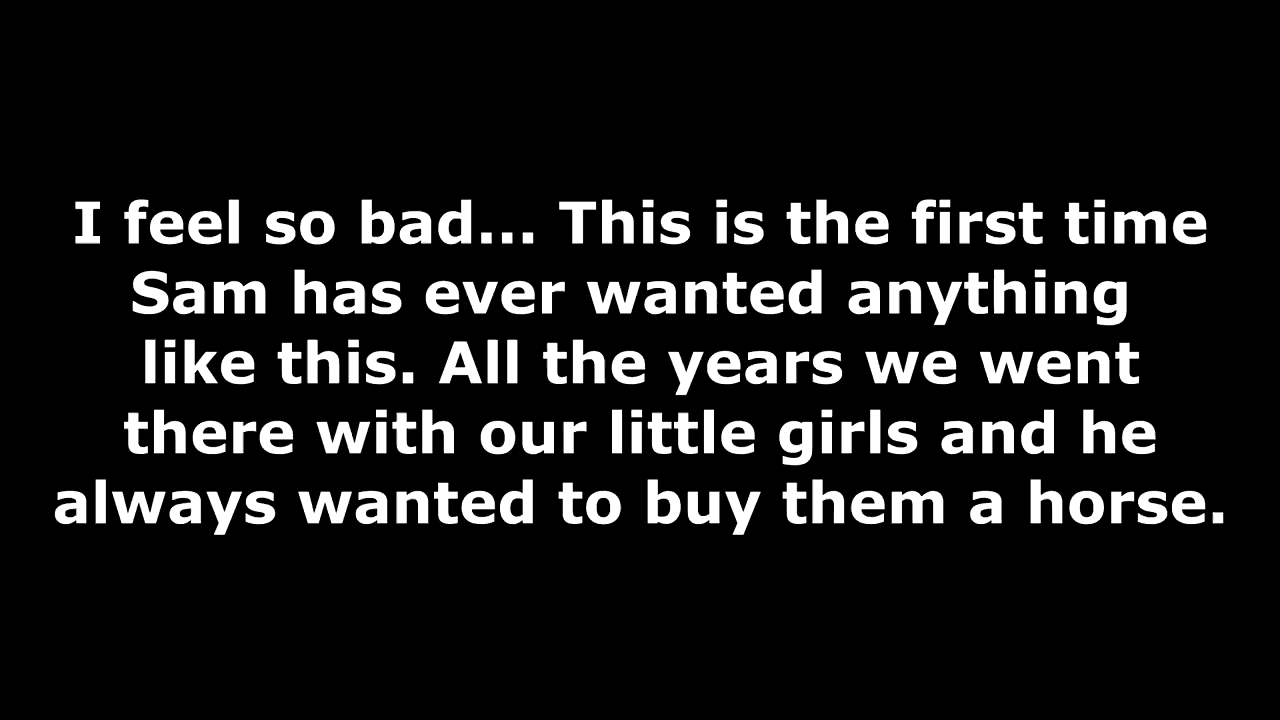 I feel so bad... This is the first time
Sam has ever wanted anything
like this. All the years we went
there with our little girls and he
always wanted to buy them a horse.